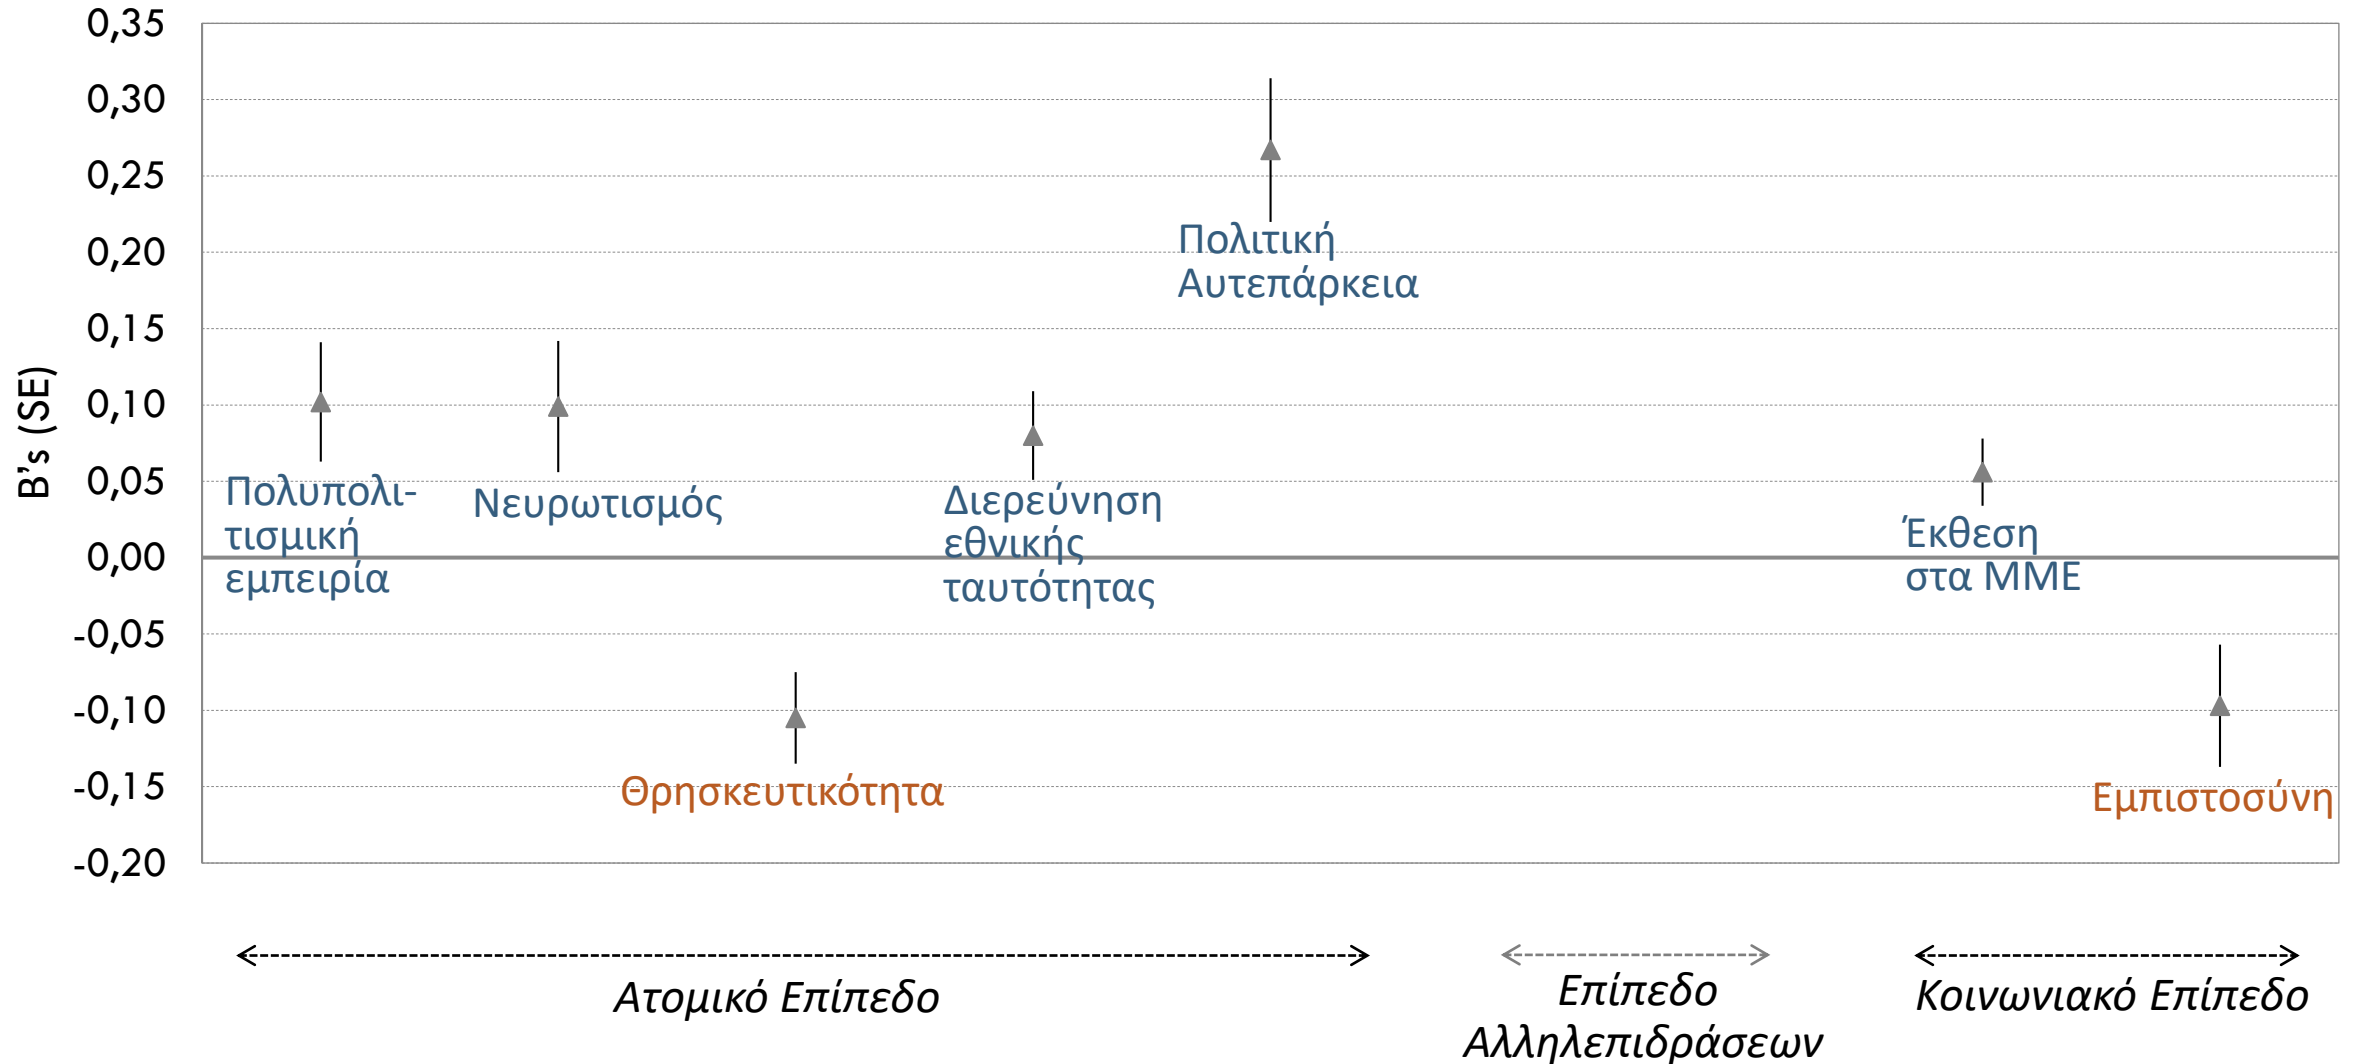 0,35
0,30
0,25
0,20
0,15
0,10
0,05
0,00
-0,05
-0,10
-0,15
-0,20
B's (SE)
Πολυπολι-
τισμική
εμπειρία
Νευρωτισμός
Θρησκευτικότητα
Διερεύνηση
εθνικής
ταυτότητας
Πολιτική
Αυτεπάρκεια
Έκθεση
στα ΜΜΕ
Εμπιστοσύνη
Ατομικό Επίπεδο
Επίπεδο
Αλληλεπιδράσεων
Κοινωνιακό Επίπεδο